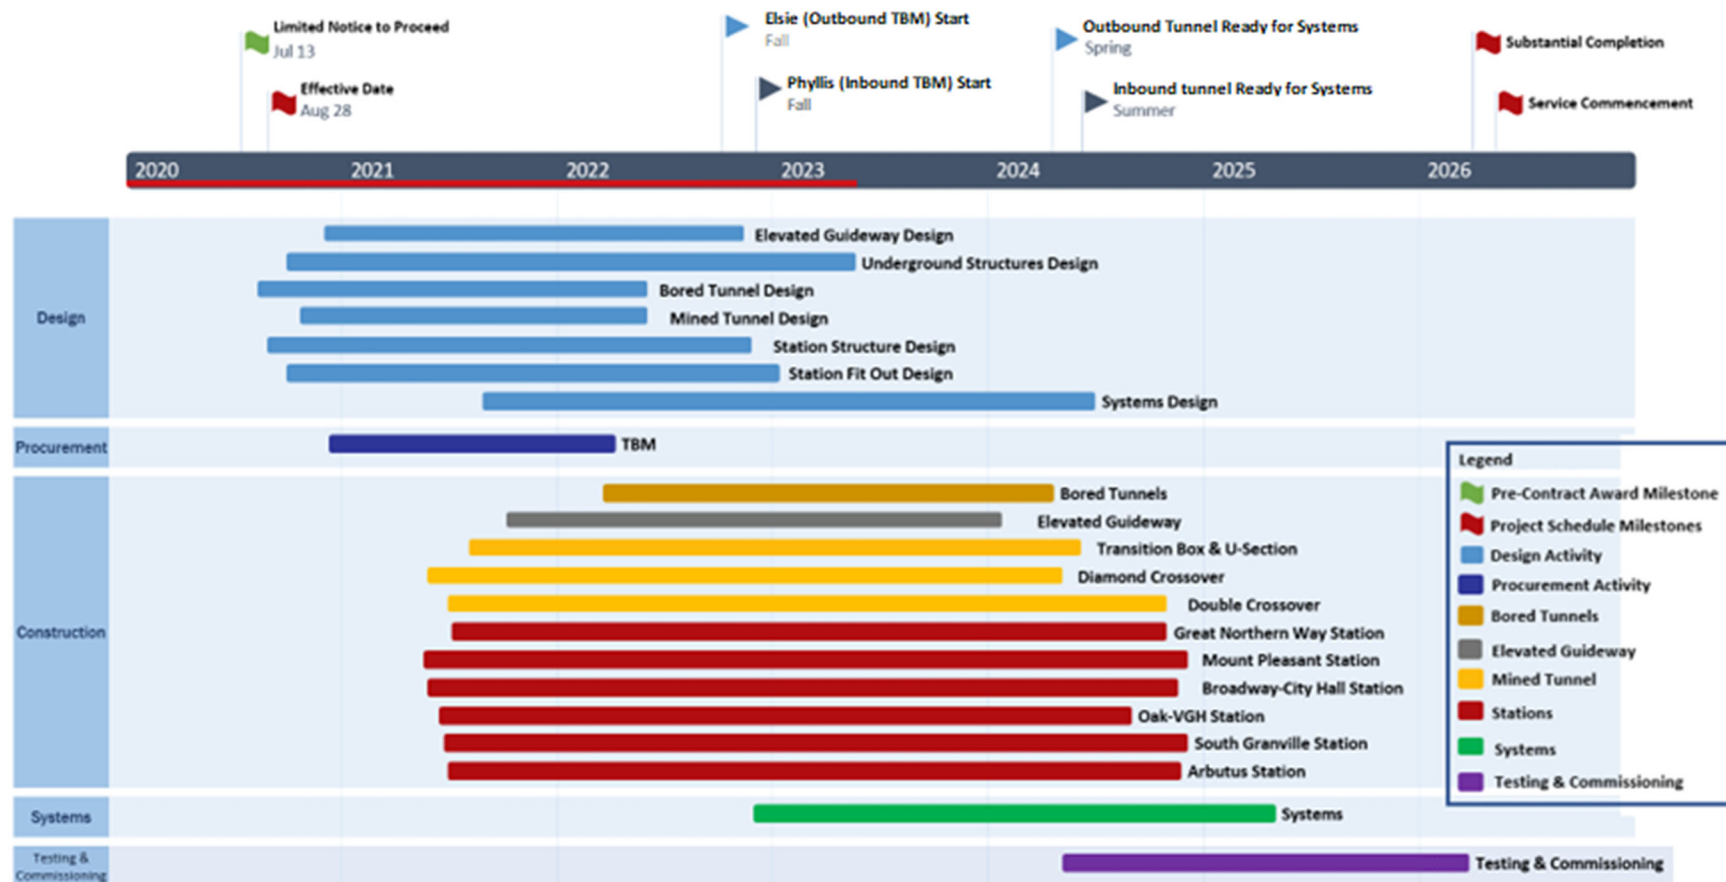 Limited Notice to Proceed
Jul 13
Effective Date
Aug 28
Elsie (Outbound TBM) Start
Fall
Phyllis (Inbound TBM) Start
Fall
Outbound Tunnel Ready for Systems
Spring
Inbound tunnel Ready for Systems
Summer
Substantial Completion
Service Commencement
2020 2021 2022 2023 2024 2025 2026
Design
Elevated Guideway Design
Underground Structures Design
Bored Tunnel Design
Mined Tunnel Design
Station Structure Design
Station Fit Out Design
Systems Design
Procurement
TBM
Construction
Bored Tunnels
Elevated Guideway
Transition Box & U-Section
Diamond Crossover
Double Crossover
Great Northern Way Station
Mount Pleasant Station
Broadway-City Hall Station
Oak-VGH Station
South Granville Station
Arbutus Station
Systems
Systems
Testing &
Commissioning
Testing & Commissioning
Legend
Pre-Contract Award Milestone
Project Schedule Milestones
Design Activity
Procurement Activity
Bored Tunnels
Elevated Guideway
Mined Tunnel
Stations
Systems
Testing & Commissioning